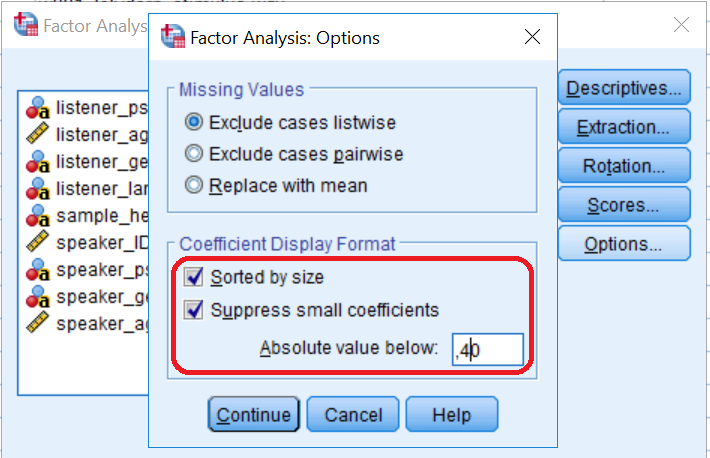 Factor Analys
Factor Analysis: Options
Missing Values
Exclude cases listwise
Exclude cases pairwise
Replace with mean
Coefficient Display Format
Sorted by size
Suppress small coefficients
Absolute value below: ,40
Continue Cancel Help
listener_ps
listener_ag
listener_ge
listener_lan
sample_he
speaker_ID
speaker_ps
speaker_ge
speaker_ag
Descriptives...
Extraction...
Rotation...
Scores...
Options...